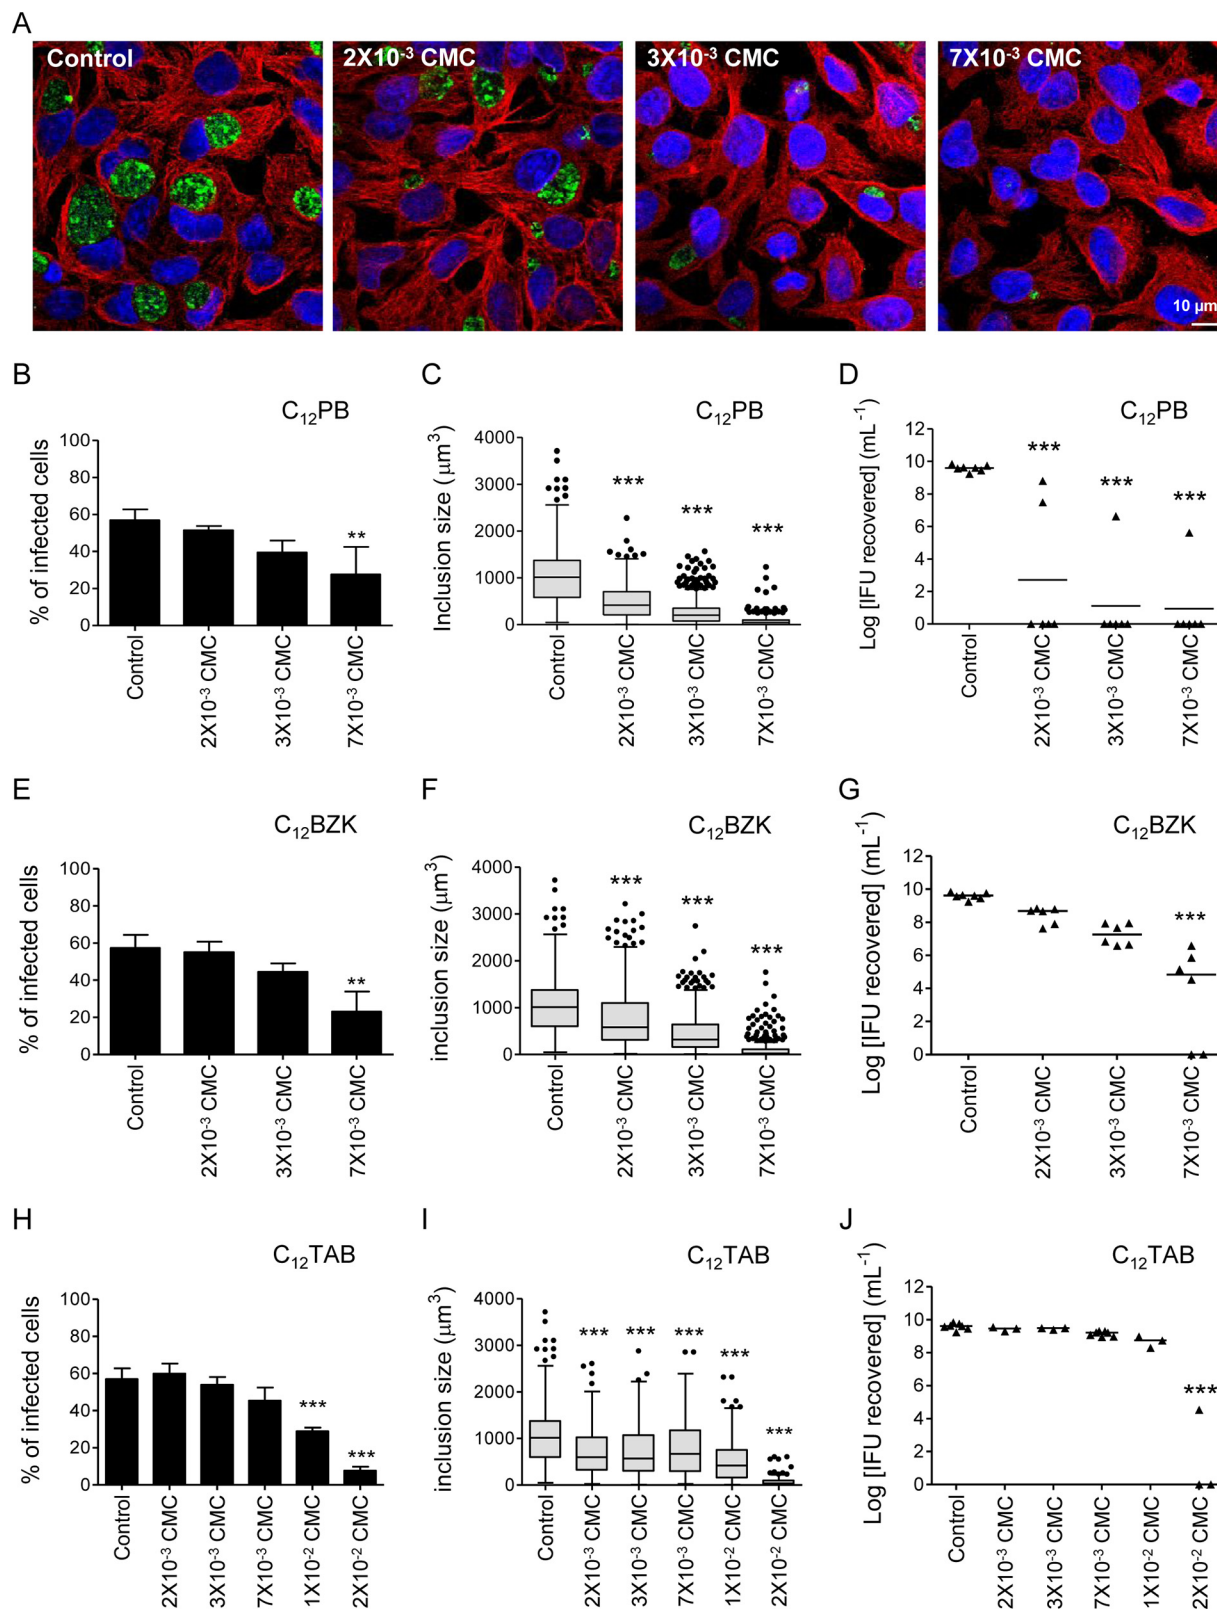 A
Control
2X10⁻³ CMC
3X10⁻³ CMC
7X10⁻³ CMC
10 µm
B
C₁₂PB
% of infected cells
100
80
60
40
20
0
**
Control
2X10⁻³ CMC
3X10⁻³ CMC
7X10⁻³ CMC
C
C₁₂PB
Inclusion size (µm³)
4000
3000
2000
1000
0
***
***
***
Control
2X10⁻³ CMC
3X10⁻³ CMC
7X10⁻³ CMC
D
C₁₂PB
Log [IFU recovered] (mL⁻¹)
12
10
8
6
4
2
0
***
***
***
Control
2X10⁻³ CMC
3X10⁻³ CMC
7X10⁻³ CMC
E
C₁₂BZK
% of infected cells
100
80
60
40
20
0
**
Control
2X10⁻³ CMC
3X10⁻³ CMC
7X10⁻³ CMC
F
C₁₂BZK
inclusion size (µm³)
4000
3000
2000
1000
0
***
***
***
Control
2X10⁻³ CMC
3X10⁻³ CMC
7X10⁻³ CMC
G
C₁₂BZK
Log [IFU recovered] (mL⁻¹)
12
10
8
6
4
2
0
***
Control
2X10⁻³ CMC
3X10⁻³ CMC
7X10⁻³ CMC
H
C₁₂TAB
% of infected cells
100
80
60
40
20
0
***
***
Control
2X10⁻³ CMC
3X10⁻³ CMC
7X10⁻³ CMC
1X10⁻² CMC
2X10⁻² CMC
I
C₁₂TAB
inclusion size (µm³)
4000
3000
2000
1000
0
***
***
***
***
***
Control
2X10⁻³ CMC
3X10⁻³ CMC
7X10⁻³ CMC
1X10⁻² CMC
2X10⁻² CMC
J
C₁₂TAB
Log [IFU recovered] (mL⁻¹)
12
10
8
6
4
2
0
***
Control
2X10⁻³ CMC
3X10⁻³ CMC
7X10⁻³ CMC
1X10⁻² CMC
2X10⁻² CMC